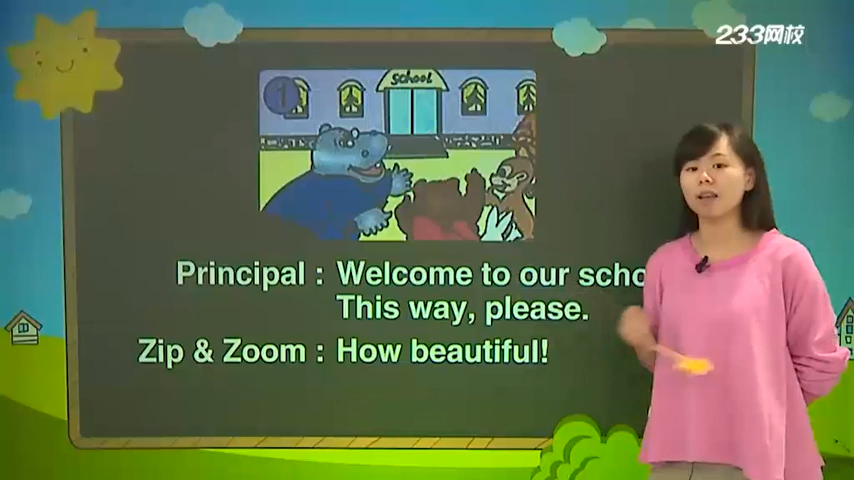 233网校
school
1
Principal : Welcome to our scho
This way, please.
Zip & Zoom : How beautiful!